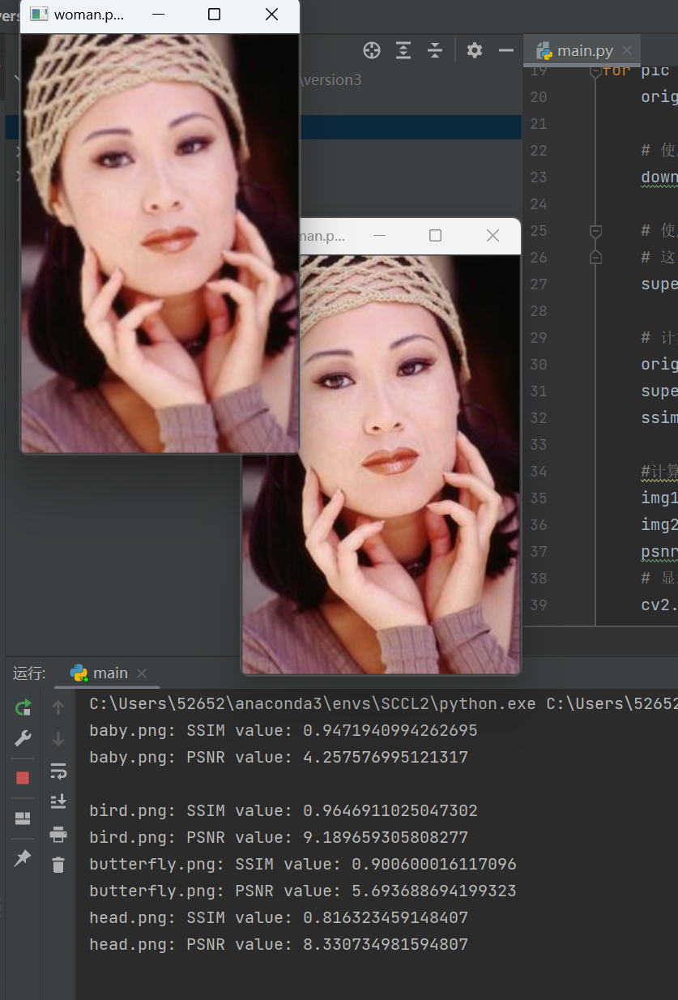 woman.p...
\version3
main.py
man.p...
19 for pic
20 orig
21
22 # 使
23 down
24
25 # 使
26 # 这
27 supe
28
29 # 计
30 orig
31 supe
32 ssim
33
34 #计算
35 img1
36 img2
37 psnr
38 # 显
39 cv2.
运行: main
C:\Users\52652\anaconda3\envs\SCCL2\python.exe C:\Users\52652
baby.png: SSIM value: 0.9471940994262695
baby.png: PSNR value: 4.257576995121317
bird.png: SSIM value: 0.9646911025047302
bird.png: PSNR value: 9.189659305808277
butterfly.png: SSIM value: 0.900600016117096
butterfly.png: PSNR value: 5.693688694199323
head.png: SSIM value: 0.816323459148407
head.png: PSNR value: 8.330734981594807